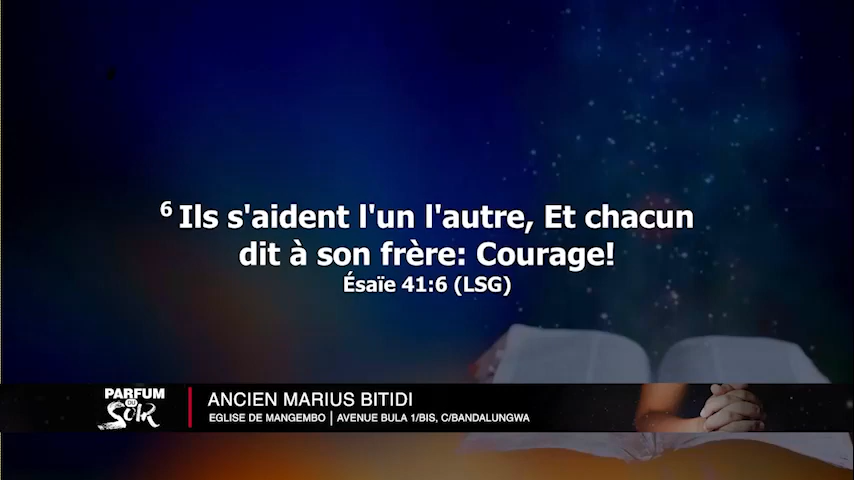 6 Ils s'aident l'un l'autre, Et chacun
dit à son frère: Courage!
Ésaïe 41:6 (LSG)
PARFUM
DU
SOIR
ANCIEN MARIUS BITIDI
EGLISE DE MANGEMBO | AVENUE BULA 1/BIS, C/BANDALUNGWA